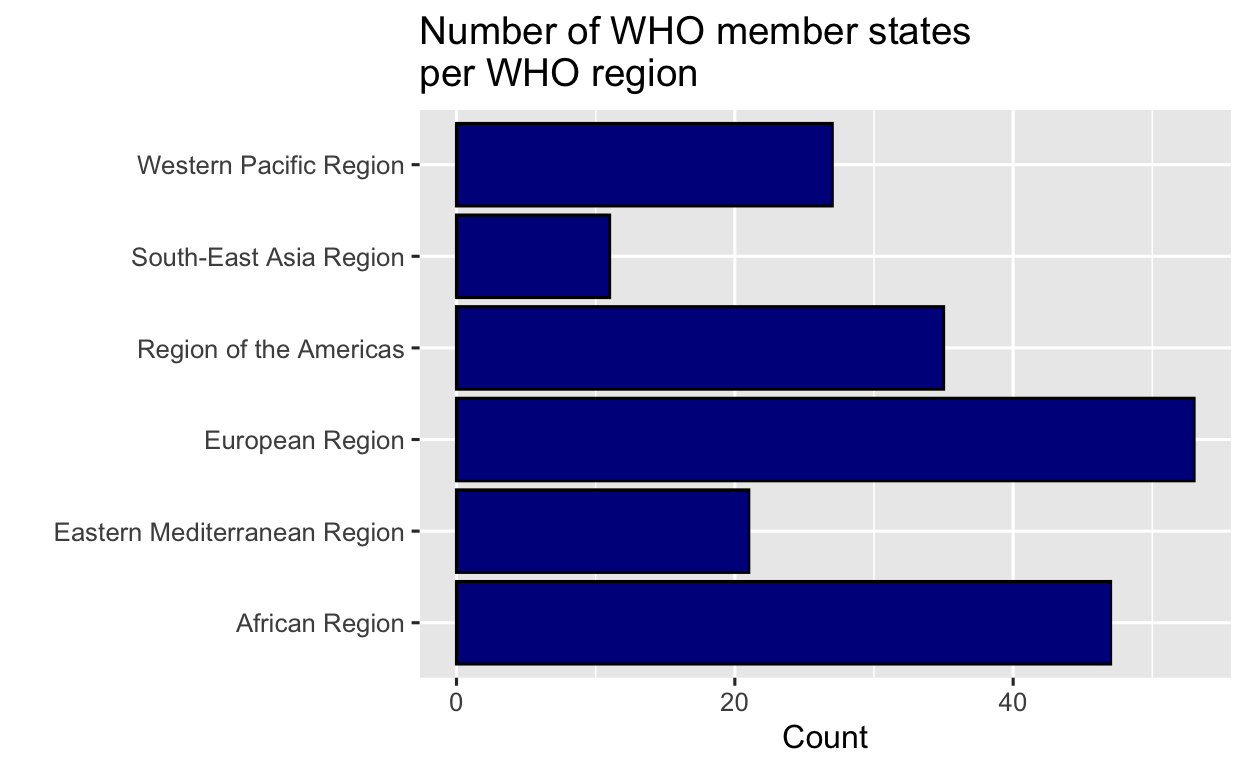 Number of WHO member states
per WHO region
Western Pacific Region
South-East Asia Region
Region of the Americas
European Region
Eastern Mediterranean Region
African Region
0 20 40
Count